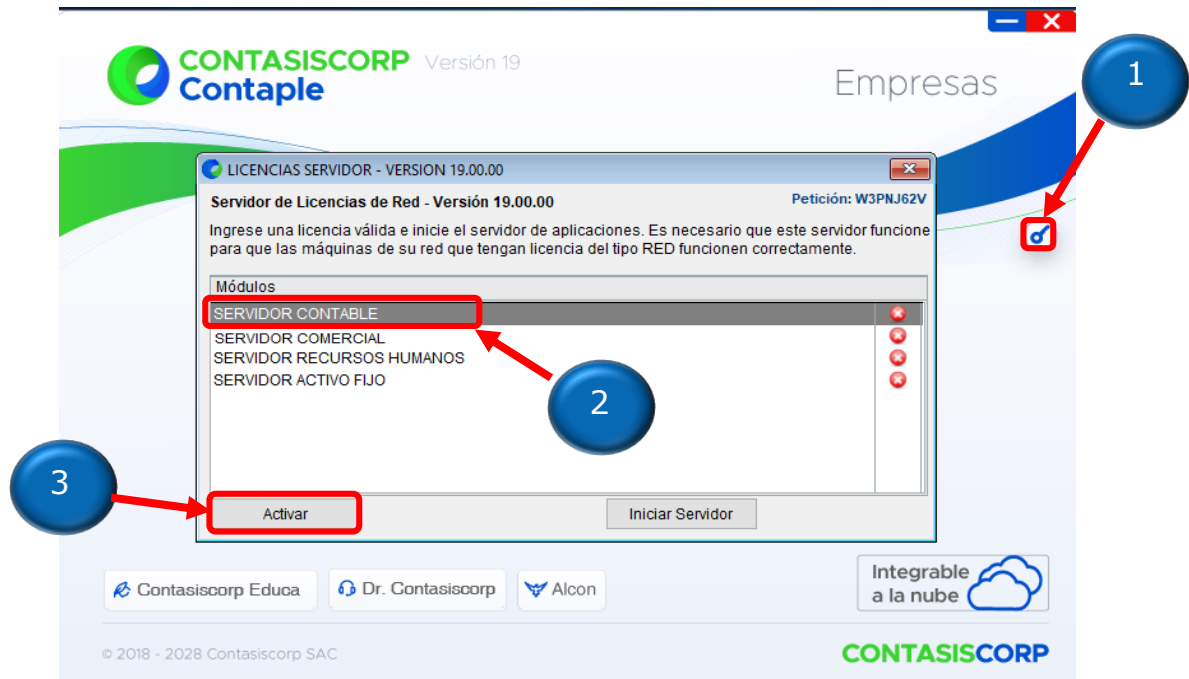 CONTASISCORP Versión 19
Contaple
Empresas
1
LICENCIAS SERVIDOR - VERSION 19.00.00
Servidor de Licencias de Red - Versión 19.00.00
Petición: W3PNJ62V
Ingrese una licencia válida e inicie el servidor de aplicaciones. Es necesario que este servidor funcione
para que las máquinas de su red que tengan licencia del tipo RED funcionen correctamente.
Módulos
SERVIDOR CONTABLE
SERVIDOR COMERCIAL
SERVIDOR RECURSOS HUMANOS
SERVIDOR ACTIVO FIJO
2
3
Activar
Iniciar Servidor
Contasiscorp Educa
Dr. Contasiscorp
Alcon
Integrable
a la nube
© 2018 - 2028 Contasiscorp SAC
CONTASISCORP